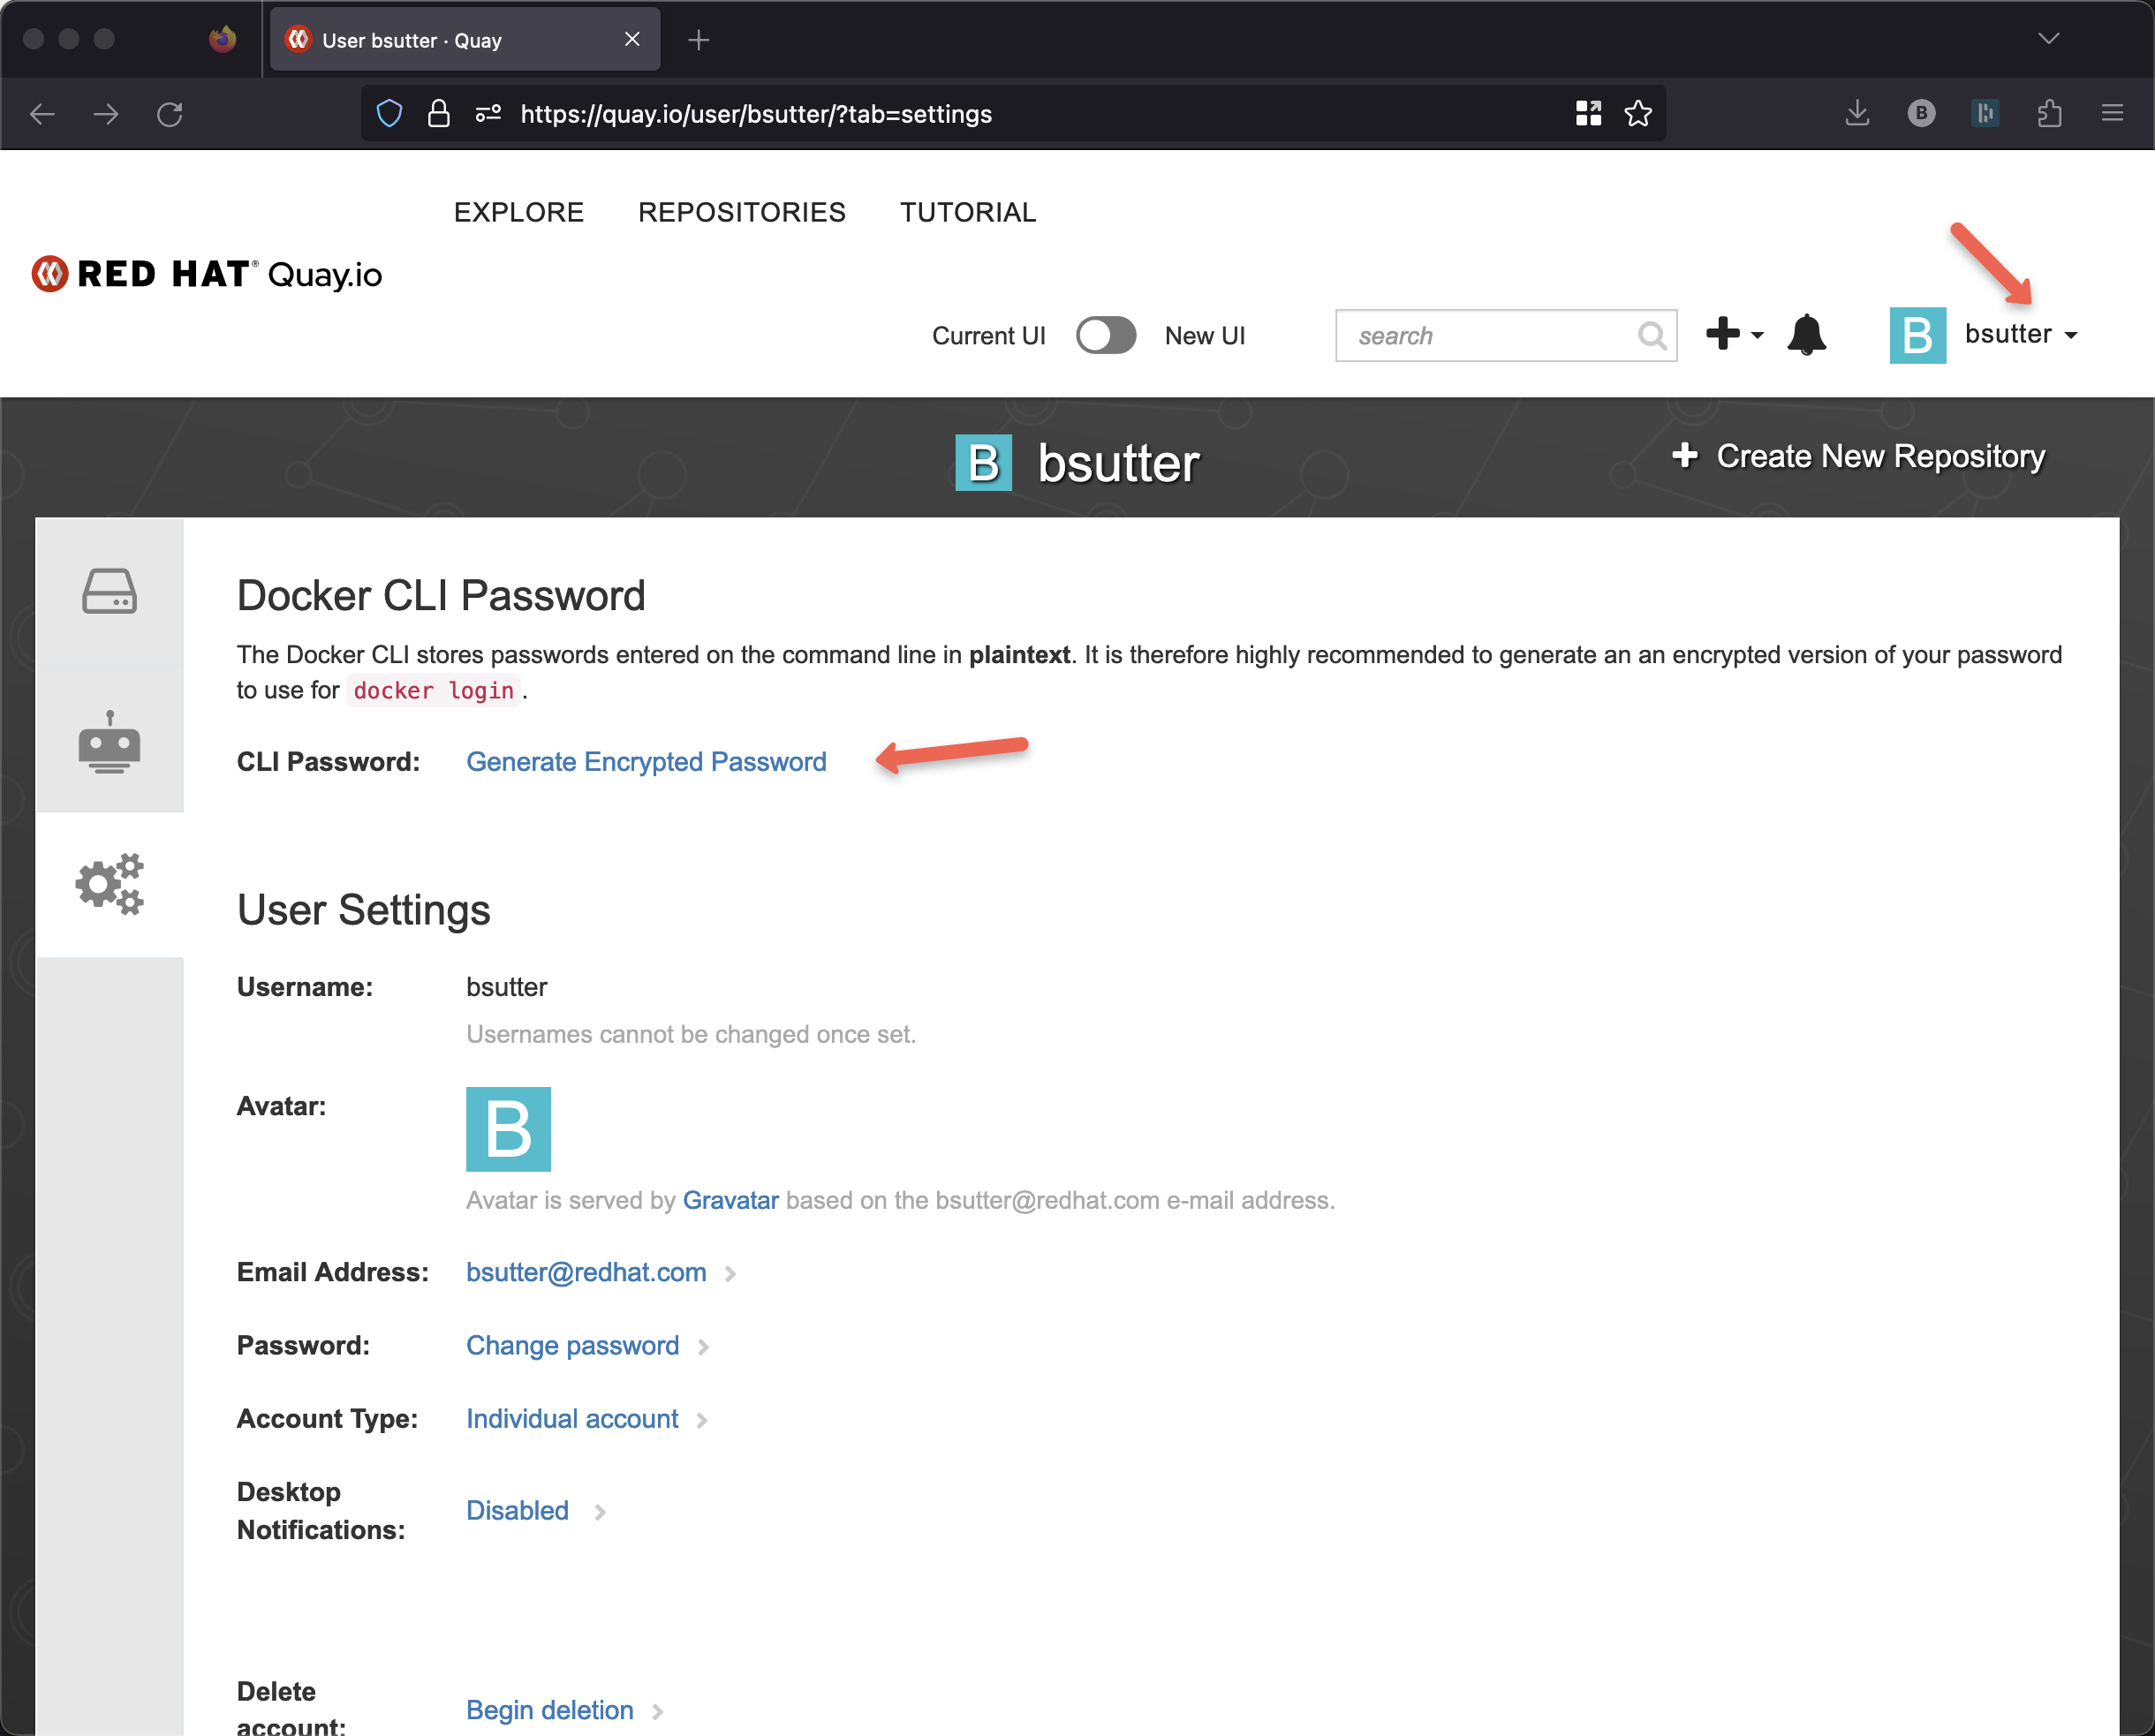 User bsutter · Quay
https://quay.io/user/bsutter/?tab=settings
B
EXPLORE REPOSITORIES TUTORIAL
RED HAT® Quay.io
Current UI New UI search B bsutter
B bsutter + Create New Repository
Docker CLI Password
The Docker CLI stores passwords entered on the command line in plaintext. It is therefore highly recommended to generate an an encrypted version of your password
to use for docker login.
CLI Password: Generate Encrypted Password
User Settings
Username: bsutter
Usernames cannot be changed once set.
Avatar: B
Avatar is served by Gravatar based on the bsutter@redhat.com e-mail address.
Email Address: bsutter@redhat.com
Password: Change password
Account Type: Individual account
Desktop
Notifications: Disabled
Delete
account: Begin deletion